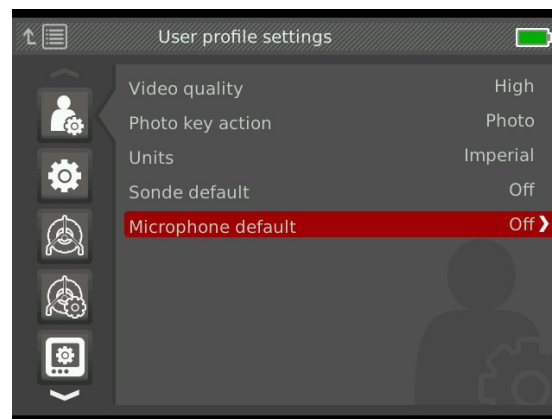 User profile settings
Video quality High
Photo key action Photo
Units Imperial
Sonde default Off
Microphone default Off